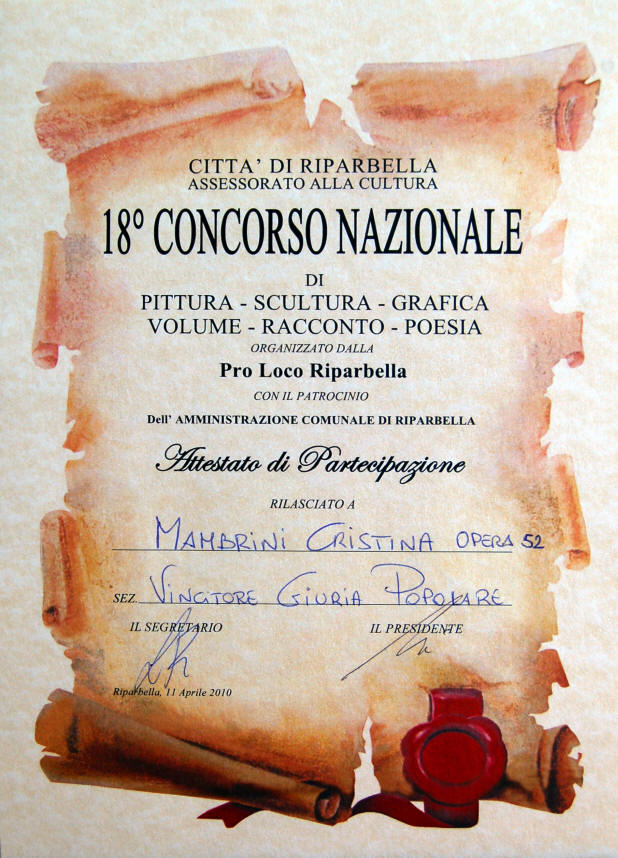 CITTA' DI RIPARBELLA
ASSESSORATO ALLA CULTURA
18° CONCORSO NAZIONALE
DI
PITTURA - SCULTURA - GRAFICA
VOLUME - RACCONTO - POESIA
ORGANIZZATO DALLA
Pro Loco Riparbella
CON IL PATROCINIO
Dell' AMMINISTRAZIONE COMUNALE DI RIPARBELLA
Attestato di Partecipazione
RILASCIATO A
MAMBRINI CRISTINA OPERA 52
SEZ. VINCITORE GIURIA POPOLARE
IL SEGRETARIO IL PRESIDENTE
Riparbella, 11 Aprile 2010